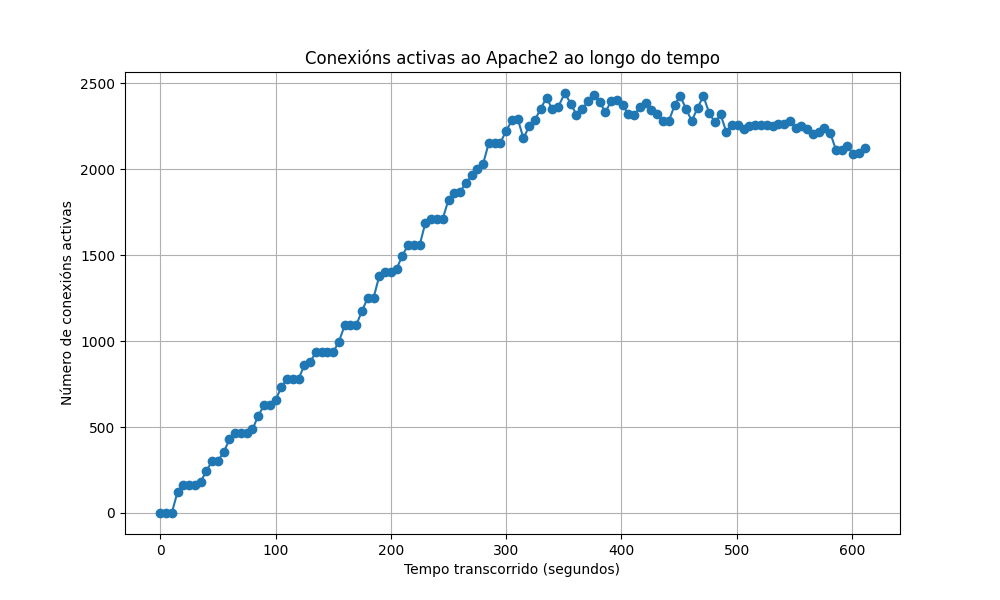 Conexións activas ao Apache2 ao longo do tempo
2500
2000
1500
1000
500
0
Número de conexións activas
0 100 200 300 400 500 600
Tempo transcorrido (segundos)